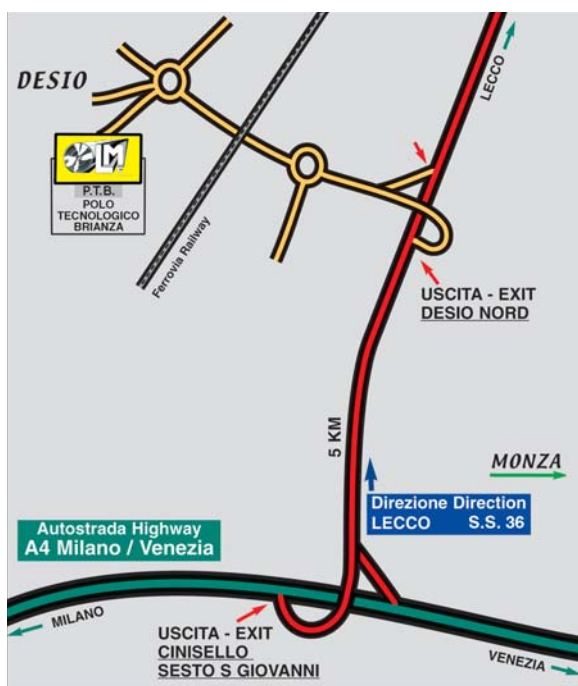 DESIO
LECCO
LM
P.T.B.
POLO
TECNOLOGICO
BRIANZA
Ferrovia Railway
USCITA - EXIT
DESIO NORD
5 KM
MONZA
Direzione Direction
LECCO S.S. 36
Autostrada Highway
A4 Milano / Venezia
MILANO
USCITA - EXIT
CINISELLO
SESTO S GIOVANNI
VENEZIA